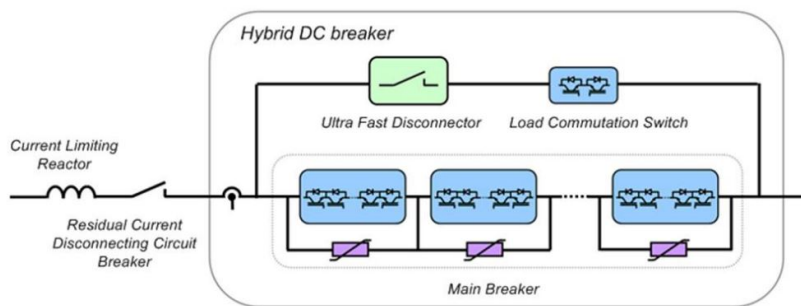 Hybrid DC breaker
Ultra Fast Disconnector
Load Commutation Switch
Current Limiting
Reactor
Residual Current
Disconnecting Circuit
Breaker
Main Breaker